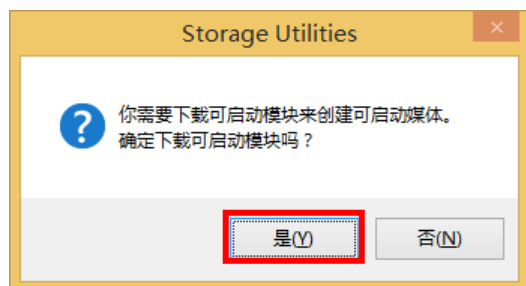 Storage Utilities
你需要下载可启动模块来创建可启动媒体。
确定下载可启动模块吗？
是(Y)
否(N)